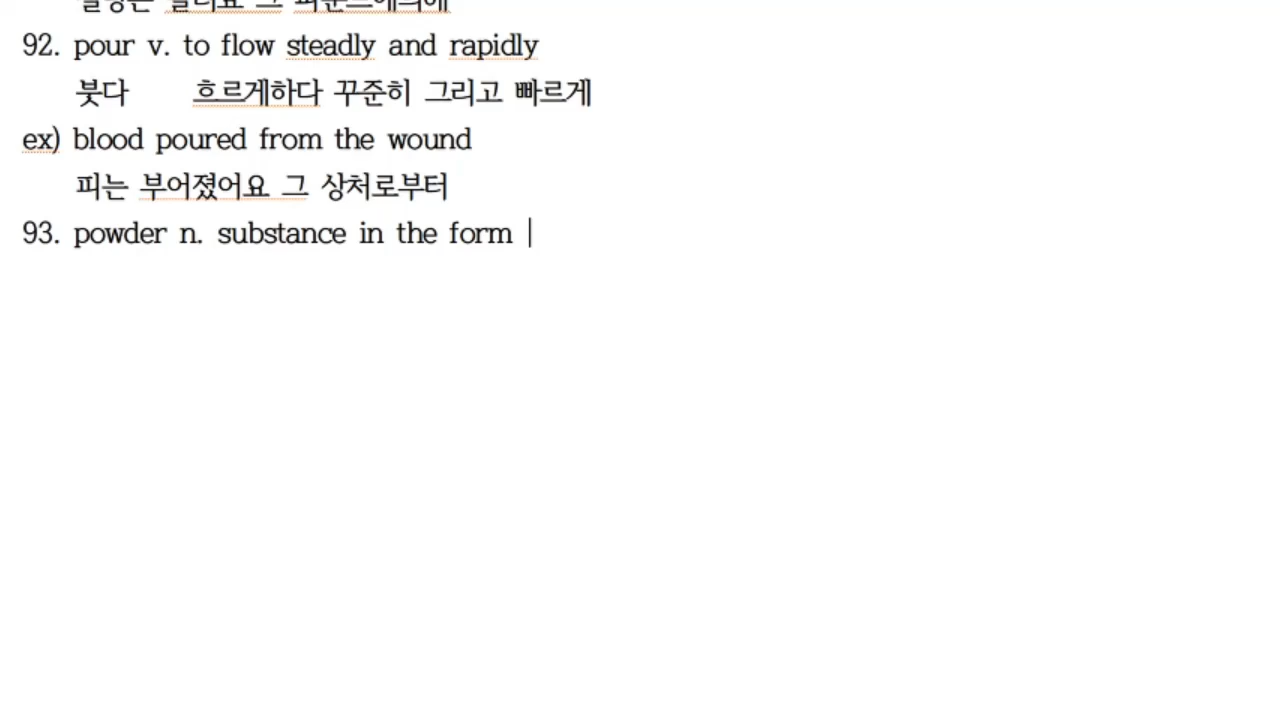 92. pour v. to flow steadily and rapidly
붓다 흐르게하다 꾸준히 그리고 빠르게
ex) blood poured from the wound
피는 부어졌어요 그 상처로부터
93. powder n. substance in the form